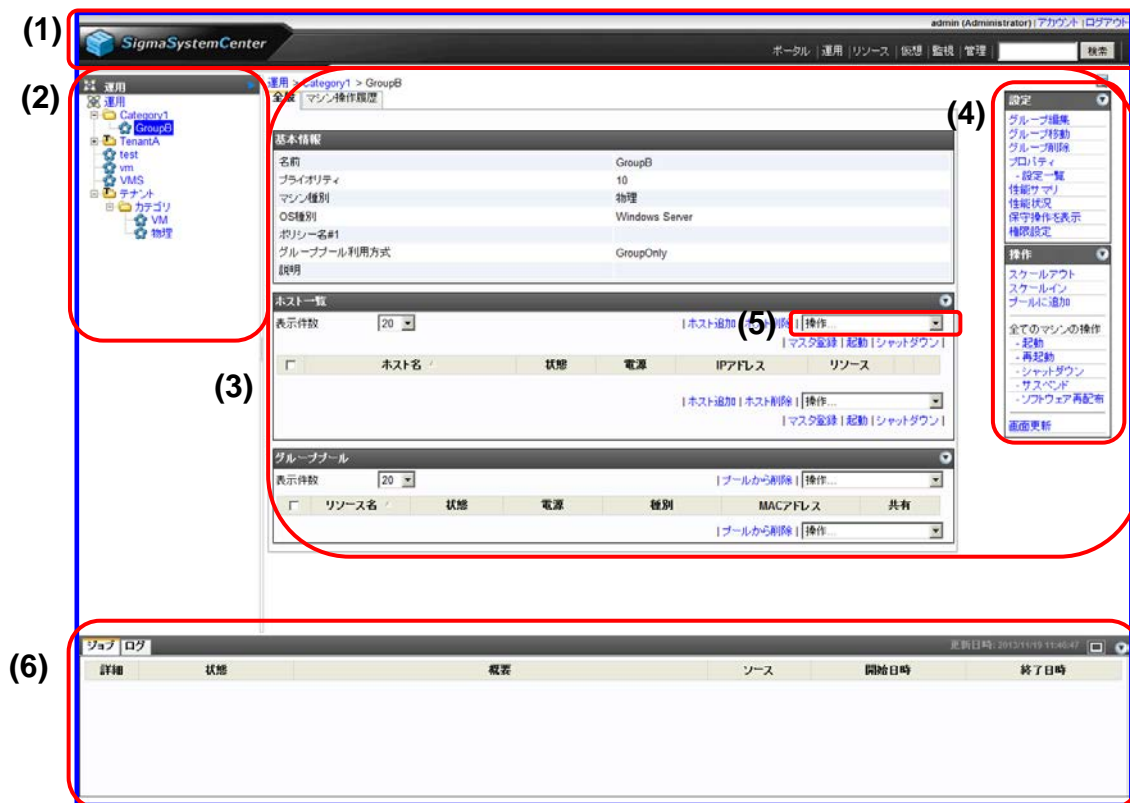 (1)
admin (Administrator) | アカウント | ログアウト
SigmaSystemCenter
ポータル | 運用 | リソース | 仮想 | 監視 | 管理 | 検索
(2)
運用
運用
Category1
GroupB
TenantA
test
vm
VMS
テナント
カテゴリ
VM
物理
(3)
運用 > Category1 > GroupB
全般 マシン操作履歴
基本情報
名前 GroupB
プライオリティ 10
マシン種別 物理
OS種別 Windows Server
ポリシー名#1
グループプール利用方式 GroupOnly
説明
ホスト一覧
表示件数 20 | ホスト追加 | ホスト削除 | 操作...
(5)
| マスタ登録 | 起動 | シャットダウン |
ホスト名 状態 電源 IPアドレス リソース
| ホスト追加 | ホスト削除 | 操作...
| マスタ登録 | 起動 | シャットダウン |
グループプール
表示件数 20 | プールから削除 | 操作...
リソース名 状態 電源 種別 MACアドレス 共有
| プールから削除 | 操作...
(4)
設定
グループ編集
グループ移動
グループ削除
プロパティ
- 設定一覧
性能サマリ
性能状況
保守操作を表示
権限設定
操作
スケールアウト
スケールイン
プールに追加
全てのマシンの操作
- 起動
- 再起動
- シャットダウン
- サスペンド
- ソフトウェア再配布
画面更新
(6)
ジョブ ログ 更新日時: 2013/11/19 11:46:47
詳細 状態 概要 ソース 開始日時 終了日時